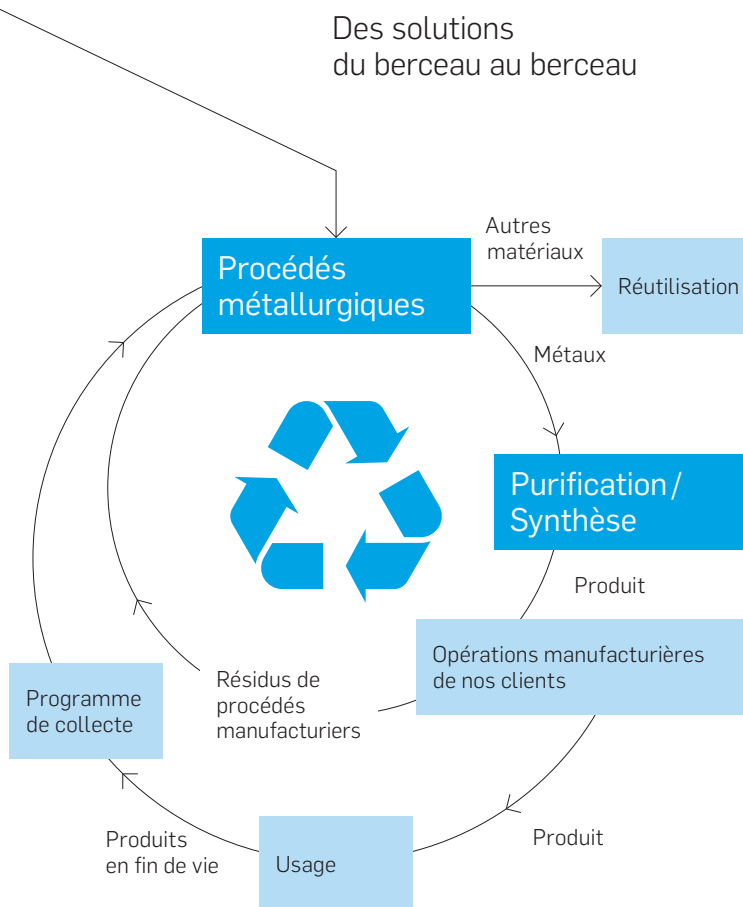 Des solutions
du berceau au berceau
Autres
matériaux
Procédés
métallurgiques
Réutilisation
Métaux
Purification/
Synthèse
Produit
Opérations manufacturières
de nos clients
Résidus de
procédés
manufacturiers
Programme
de collecte
Produits
en fin de vie
Usage
Produit